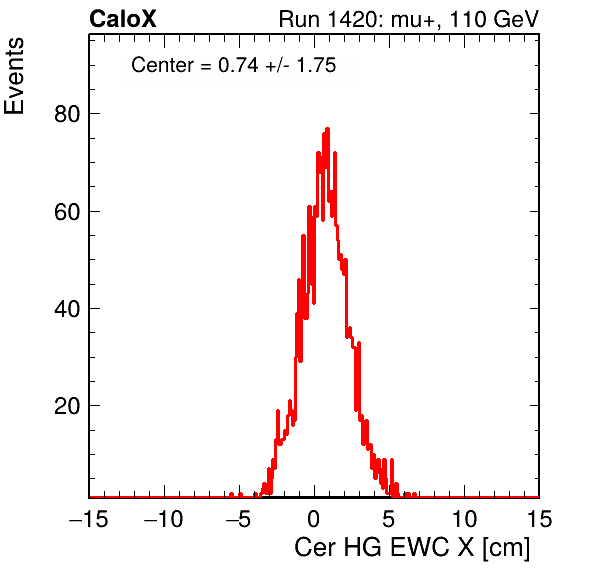 CaloX Run 1420: mu+, 110 GeV
Events
Center = 0.74 +/- 1.75
80
60
40
20
−15 −10 −5 0 5 10 15
Cer HG EWC X [cm]